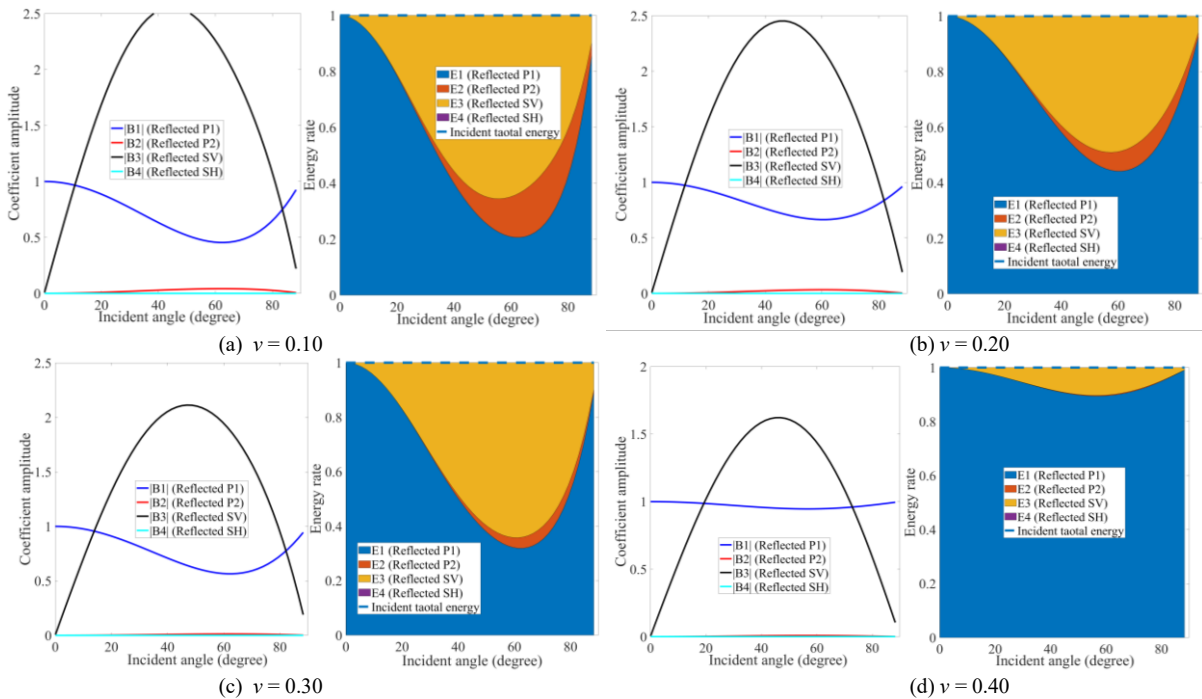 2.5
2
1.5
1
0.5
0
0 20 40 60 80
Coefficient amplitude
Incident angle (degree)
|B1| (Reflected P1)
|B2| (Reflected P2)
|B3| (Reflected SV)
|B4| (Reflected SH)
1
0.8
0.6
0.4
0.2
0
0 20 40 60 80
Energy rate
Incident angle (degree)
E1 (Reflected P1)
E2 (Reflected P2)
E3 (Reflected SV)
E4 (Reflected SH)
Incident taotal energy
(a) v = 0.10
2.5
2
1.5
1
0.5
0
0 20 40 60 80
Coefficient amplitude
Incident angle (degree)
|B1| (Reflected P1)
|B2| (Reflected P2)
|B3| (Reflected SV)
|B4| (Reflected SH)
1
0.8
0.6
0.4
0.2
0
0 20 40 60 80
Energy rate
Incident angle (degree)
E1 (Reflected P1)
E2 (Reflected P2)
E3 (Reflected SV)
E4 (Reflected SH)
Incident taotal energy
(b) v = 0.20
2.5
2
1.5
1
0.5
0
0 20 40 60 80
Coefficient amplitude
Incident angle (degree)
|B1| (Reflected P1)
|B2| (Reflected P2)
|B3| (Reflected SV)
|B4| (Reflected SH)
1
0.8
0.6
0.4
0.2
0
0 20 40 60 80
Energy rate
Incident angle (degree)
E1 (Reflected P1)
E2 (Reflected P2)
E3 (Reflected SV)
E4 (Reflected SH)
Incident taotal energy
(c) v = 0.30
2
1.5
1
0.5
0
0 20 40 60 80
Coefficient amplitude
Incident angle (degree)
|B1| (Reflected P1)
|B2| (Reflected P2)
|B3| (Reflected SV)
|B4| (Reflected SH)
1
0.8
0.6
0.4
0.2
0
0 20 40 60 80
Energy rate
Incident angle (degree)
E1 (Reflected P1)
E2 (Reflected P2)
E3 (Reflected SV)
E4 (Reflected SH)
Incident taotal energy
(d) v = 0.40